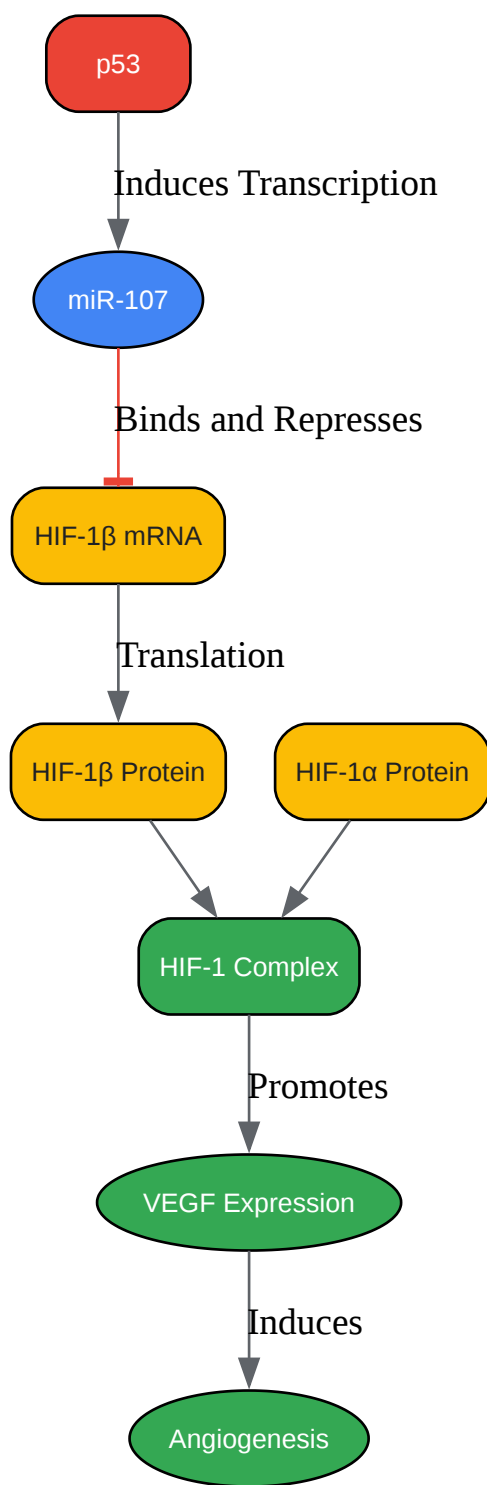 p53
Induces Transcription
miR-107
Binds and Represses
HIF-1β mRNA
Translation
HIF-1β Protein
HIF-1α Protein
HIF-1 Complex
Promotes
VEGF Expression
Induces
Angiogenesis